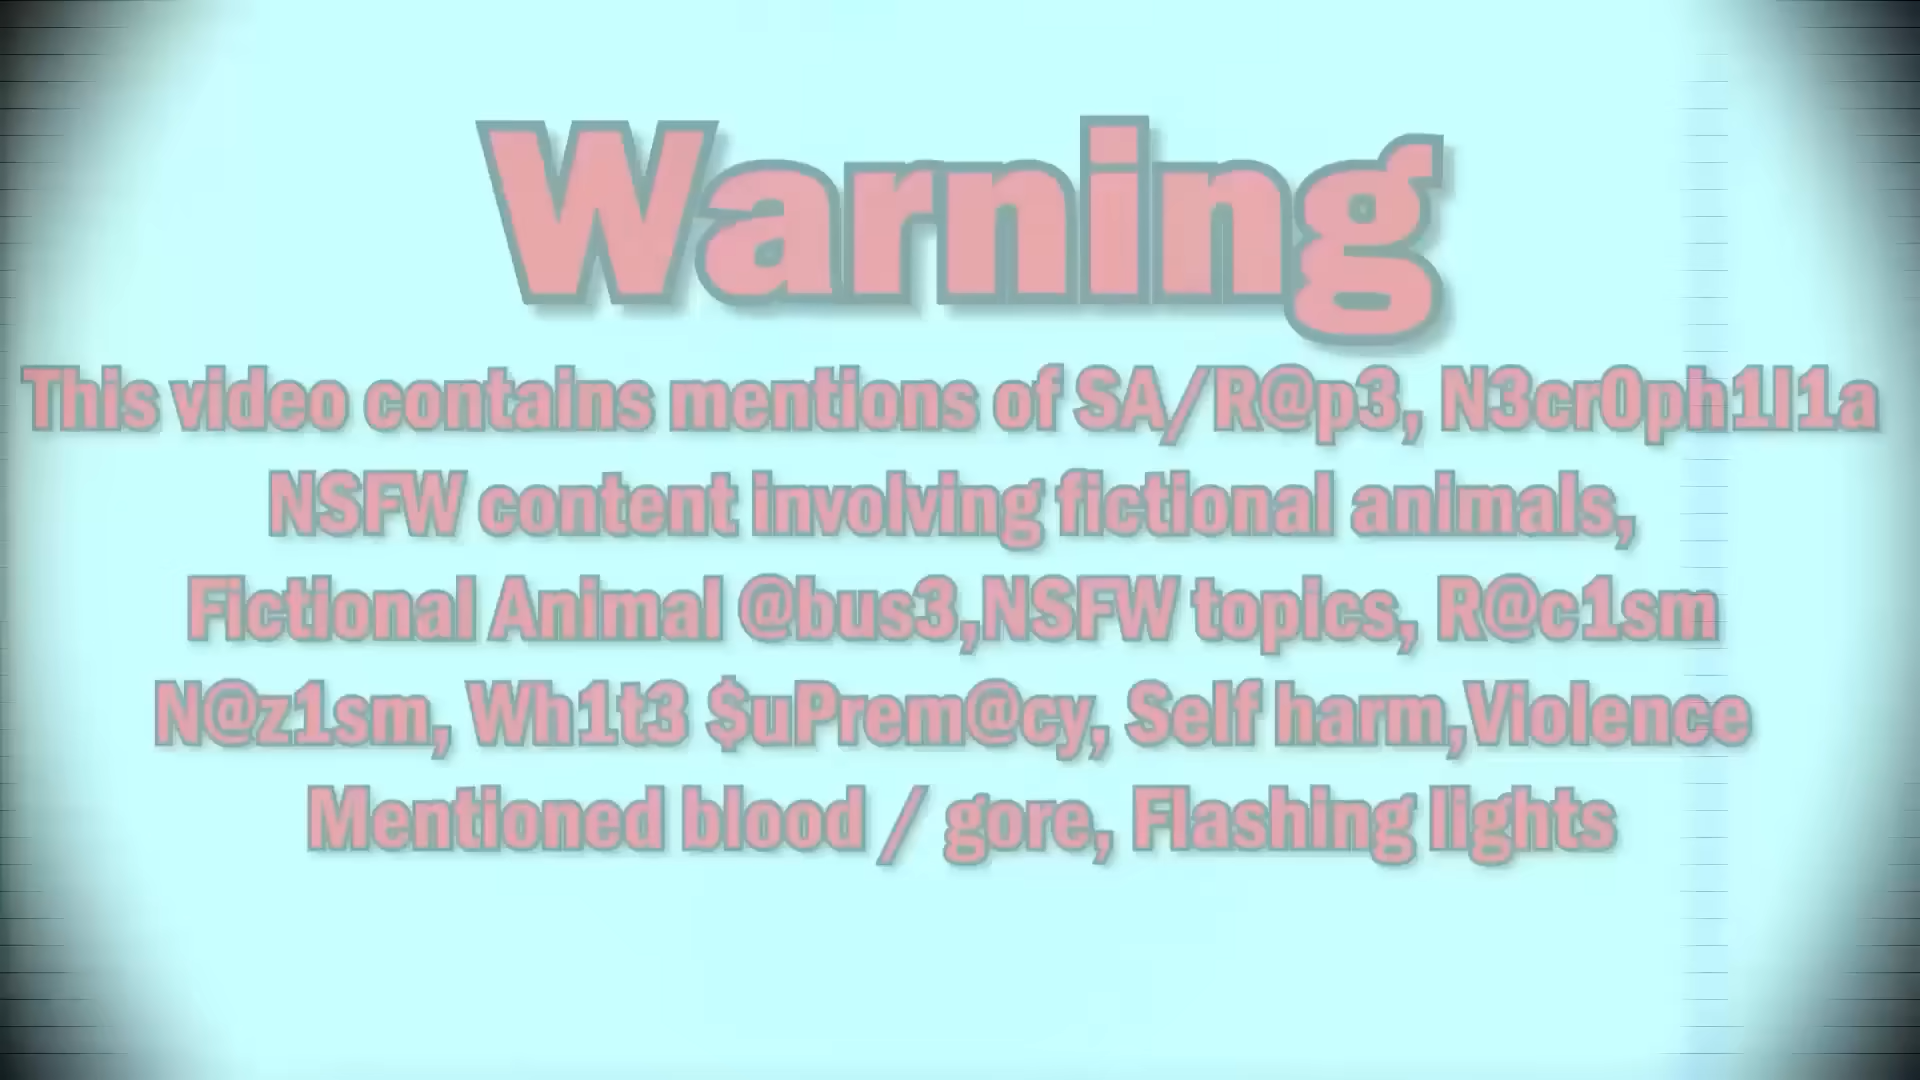 Warning
This video contains mentions of SA/R@p3, N3cr0ph1l1a
NSFW content involving fictional animals,
Fictional Animal @bus3,NSFW topics, R@c1sm
N@z1sm, Wh1t3 $uPrem@cy, Self harm,Violence
Mentioned blood / gore, Flashing lights